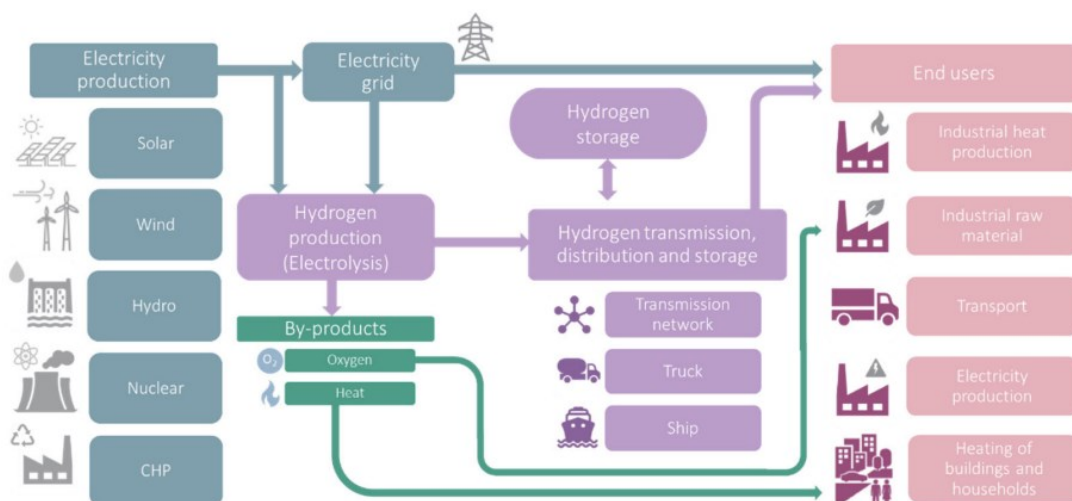 Electricity
production
Electricity
grid
End users
Solar
Wind
Hydro
Nuclear
CHP
Hydrogen
storage
Hydrogen
production
(Electrolysis)
Hydrogen transmission,
distribution and storage
By-products
O₂
Oxygen
Heat
Transmission
network
Truck
Ship
Industrial heat
production
Industrial raw
material
Transport
Electricity
production
Heating of
buildings and
households